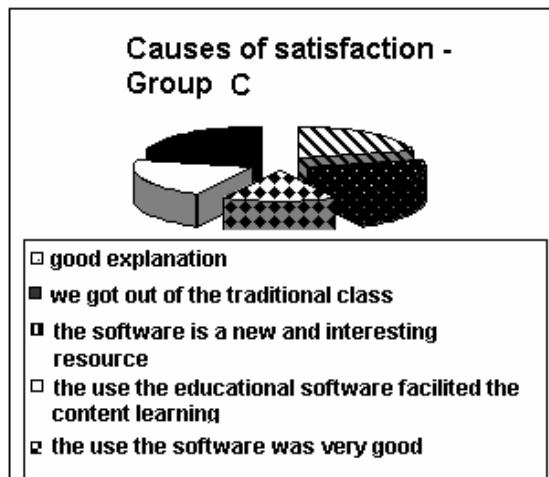 Causes of satisfaction -
Group C
good explanation
we got out of the traditional class
the software is a new and interesting
resource
the use the educational software facilited the
content learning
the use the software was very good